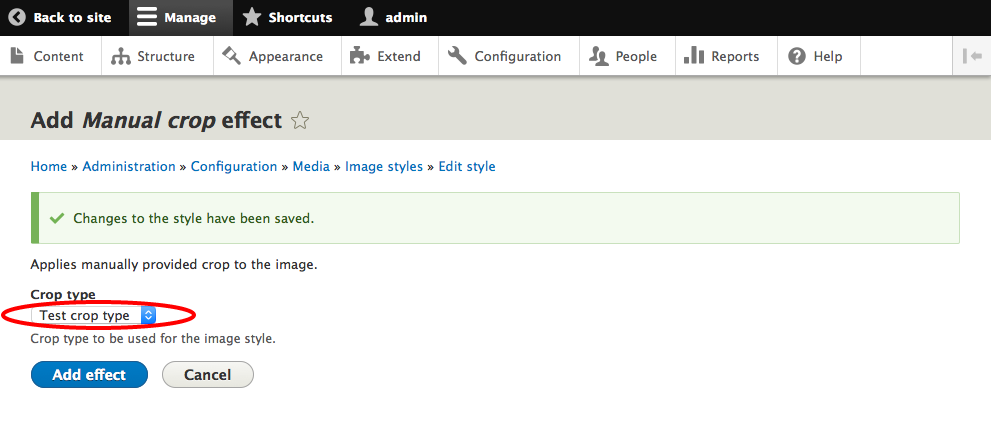 Back to site Manage Shortcuts admin
Content Structure Appearance Extend Configuration People Reports Help
Add Manual crop effect
Home » Administration » Configuration » Media » Image styles » Edit style
Changes to the style have been saved.
Applies manually provided crop to the image.
Crop type
Test crop type
Crop type to be used for the image style.
Add effect Cancel